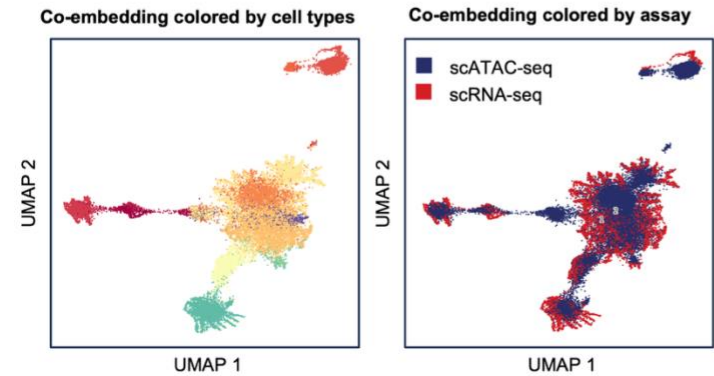 Co-embedding colored by cell types
Co-embedding colored by assay
UMAP 2
UMAP 1
scATAC-seq
scRNA-seq
UMAP 2
UMAP 1